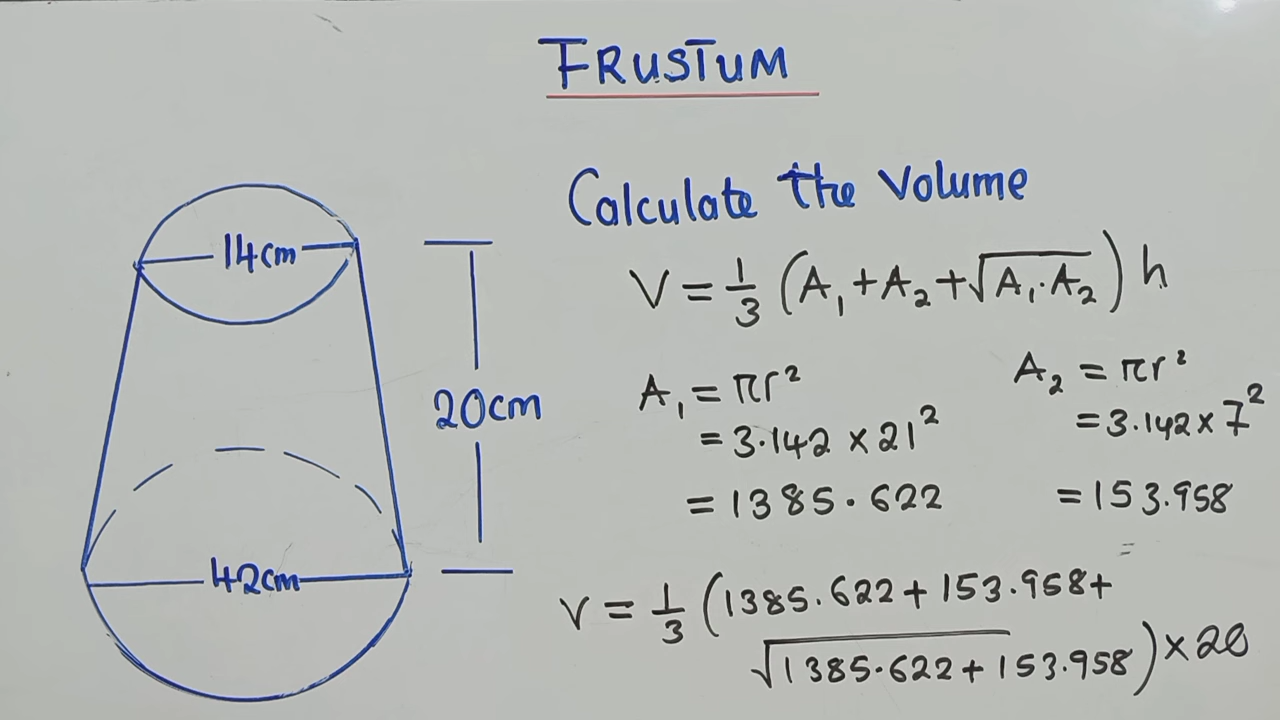 FRUSTUM
Calculate the Volume
14cm
20cm
42cm
V = 1/3 (A₁ + A₂ + √A₁.A₂) h
A₁ = πr²
= 3.142 × 21²
= 1385.622
A₂ = πr²
= 3.142 × 7²
= 153.958
=
V = 1/3 (1385.622 + 153.958 +
√1385.622 + 153.958) × 20